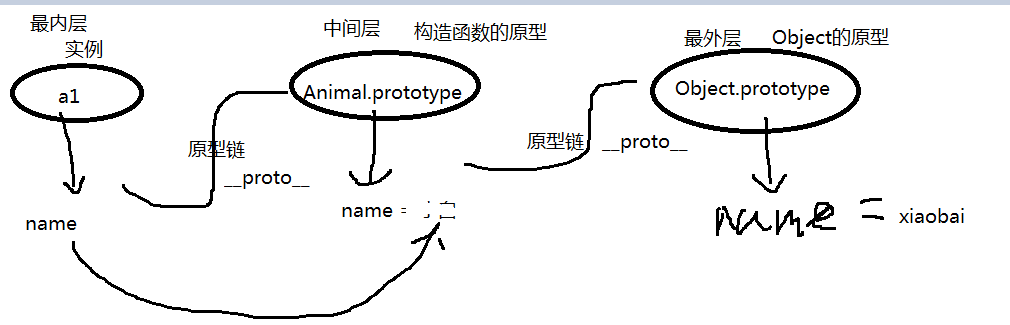 最内层
实例
a1
原型链
__proto__
name
中间层 构造函数的原型
Animal.prototype
name =
原型链 __proto__
最外层 Object的原型
Object.prototype
name = xiaobai